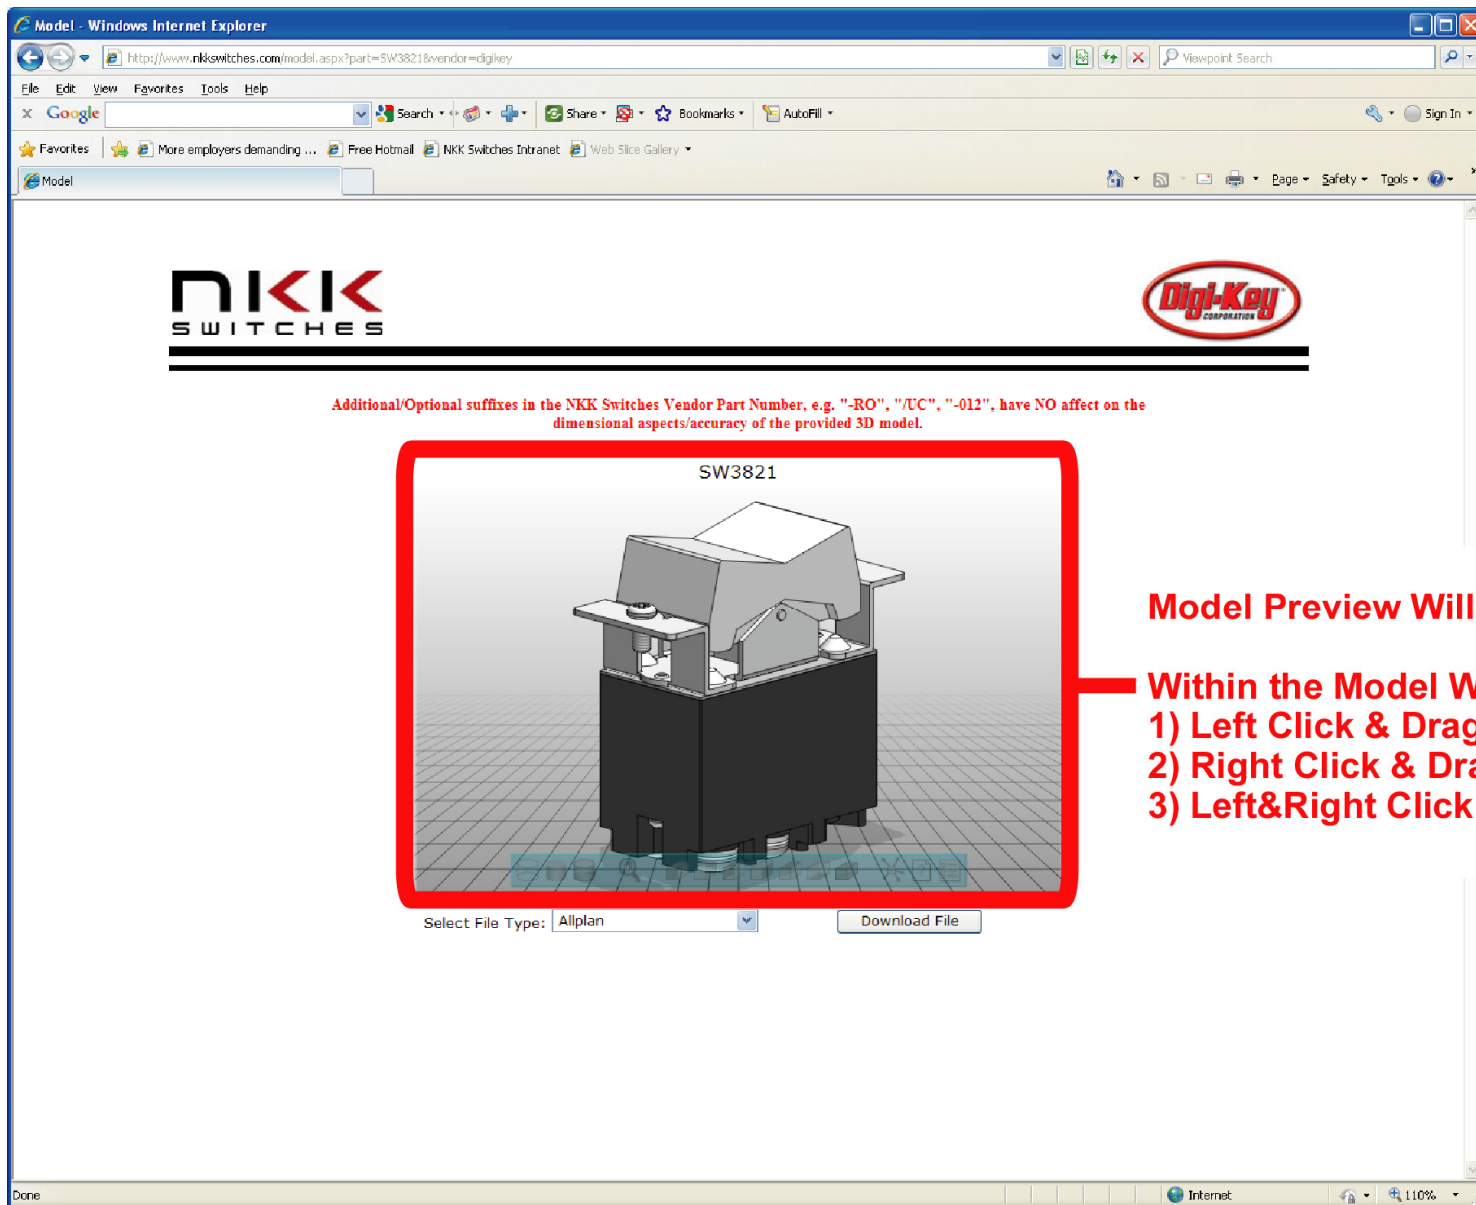 Model - Windows Internet Explorer
http://www.nkkswitches.com/model.aspx?part=SW3821&vendor=digikey
Viewpoint Search
File Edit View Favorites Tools Help
x Google Search Share Bookmarks AutoFill Sign In
Favorites More employers demanding ... Free Hotmail NKK Switches Intranet Web Slice Gallery
Model Page Safety Tools
NKK
SWITCHES
Digi-Key
CORPORATION
Additional/Optional suffixes in the NKK Switches Vendor Part Number, e.g. "-RO", "/UC", "-012", have NO affect on the
dimensional aspects/accuracy of the provided 3D model.
SW3821
Model Preview Will
Within the Model W
1) Left Click & Drag
2) Right Click & Dra
3) Left&Right Click
Select File Type: Allplan Download File
Done Internet 110%